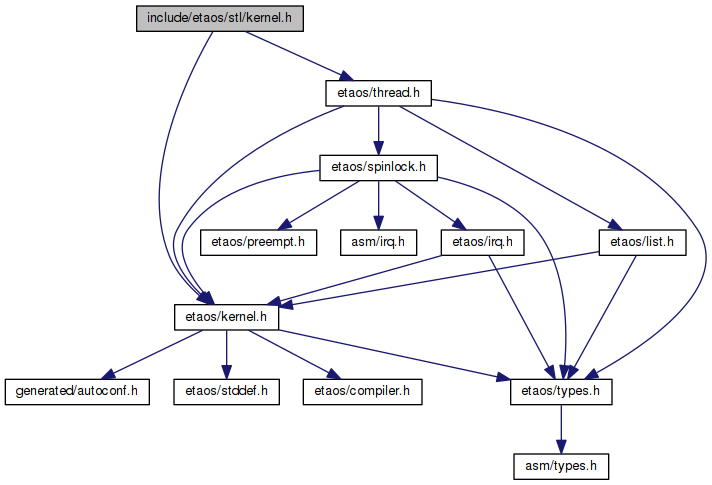 include/etaos/stl/kernel.h
etaos/thread.h
etaos/spinlock.h
etaos/preempt.h
asm/irq.h
etaos/irq.h
etaos/list.h
etaos/kernel.h
generated/autoconf.h
etaos/stddef.h
etaos/compiler.h
etaos/types.h
asm/types.h